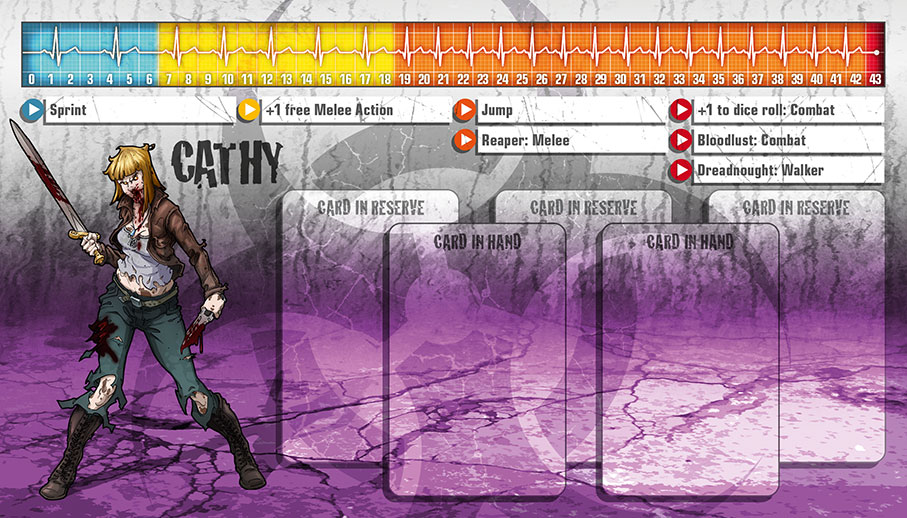 0 1 2 3 4 5 6 7 8 9 10 11 12 13 14 15 16 17 18 19 20 21 22 23 24 25 26 27 28 29 30 31 32 33 34 35 36 37 38 39 40 41 42 43
Sprint +1 free Melee Action Jump +1 to dice roll: Combat
Reaper: Melee Bloodlust: Combat
Dreadnought: Walker
CATHY
CARD IN RESERVE CARD IN RESERVE CARD IN RESERVE
CARD IN HAND CARD IN HAND